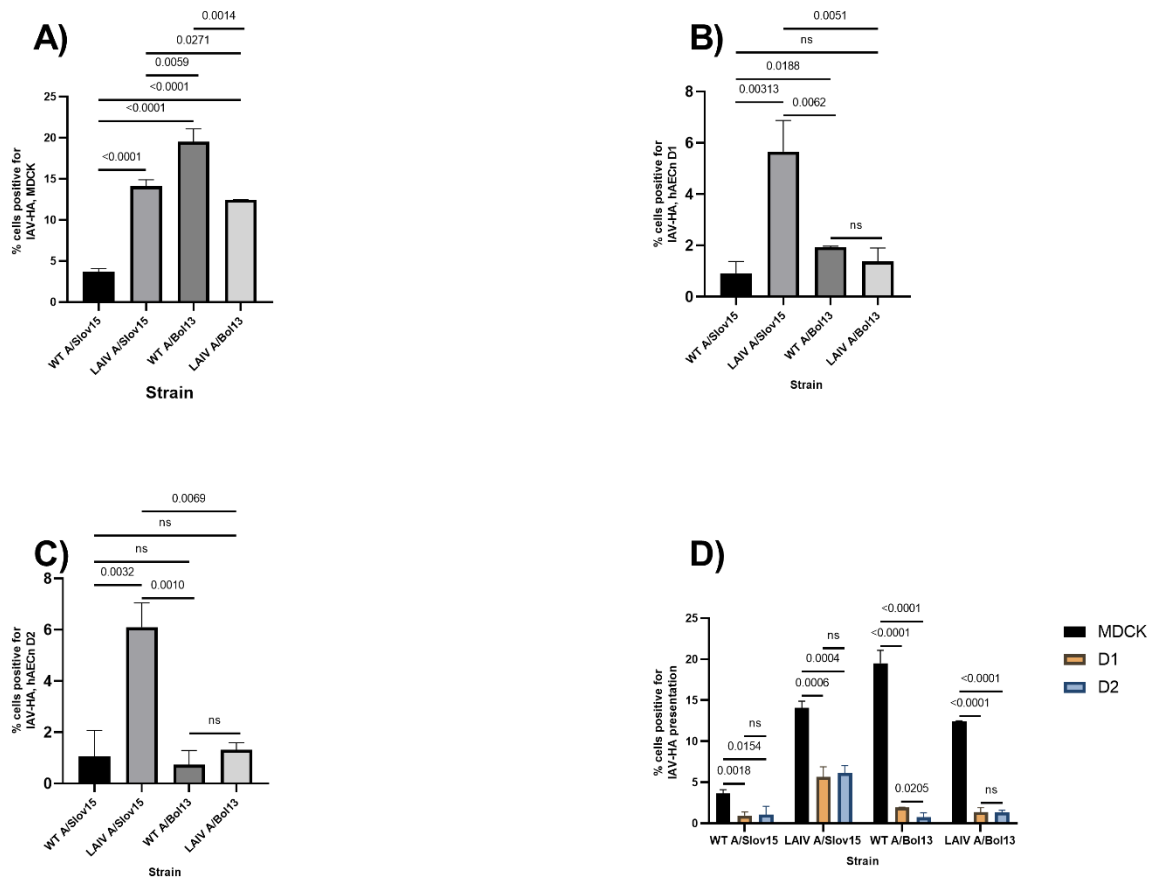 A)
0.0014
0.0271
0.0059
<0.0001
<0.0001
<0.0001
25
20
15
10
5
0
% cells positive for
IAV-HA, MDCK
WT A/Slov15
LAIV A/Slov15
WT A/Bol13
LAIV A/Bol13
Strain
B)
0.0051
ns
0.0188
0.00313
0.0062
ns
8
6
4
2
0
% cells positive for
IAV-HA, hAECn D1
WT A/Slov15
LAIV A/Slov15
WT A/Bol13
LAIV A/Bol13
Strain
C)
0.0069
ns
ns
0.0032
0.0010
ns
8
6
4
2
0
% cells positive for
IAV-HA, hAECn D2
WT A/Slov15
LAIV A/Slov15
WT A/Bol13
LAIV A/Bol13
Strain
D)
25
20
15
10
5
0
% cells positive for
IAV-HA presentation
ns
0.0154
0.0018
ns
0.0004
0.0006
<0.0001
<0.0001
0.0205
<0.0001
<0.0001
ns
WT A/Slov15
LAIV A/Slov15
WT A/Bol13
LAIV A/Bol13
Strain
MDCK
D1
D2